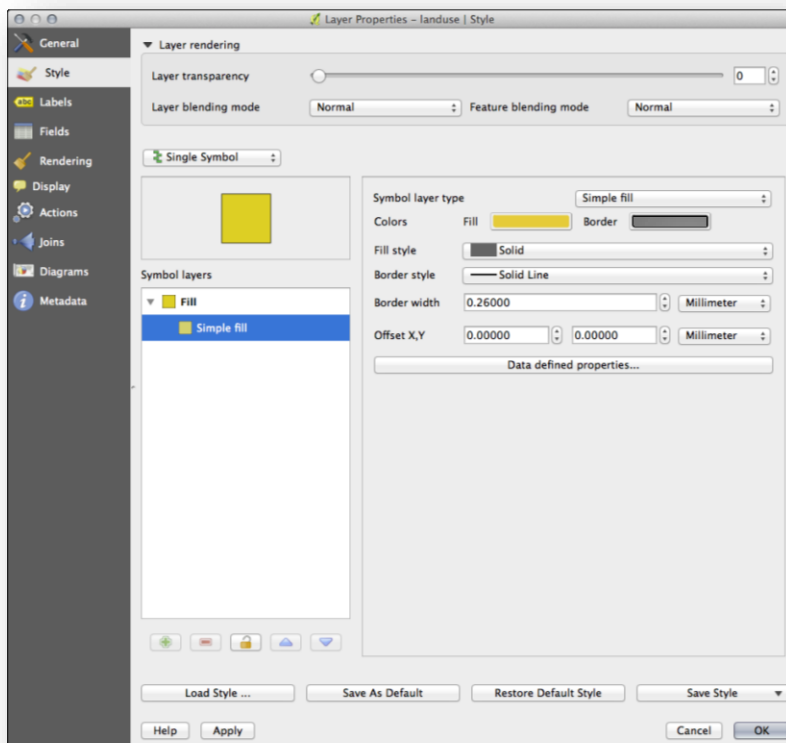 Layer Properties – landuse | Style
General
Style
abc Labels
Fields
Rendering
Display
Actions
Joins
Diagrams
Metadata
Layer rendering
Layer transparency 0
Layer blending mode Normal Feature blending mode Normal
Single Symbol
Symbol layers
Fill
Simple fill
Symbol layer type Simple fill
Colors Fill Border
Fill style Solid
Border style Solid Line
Border width 0.26000 Millimeter
Offset X,Y 0.00000 0.00000 Millimeter
Data defined properties...
Load Style ... Save As Default Restore Default Style Save Style
Help Apply Cancel OK